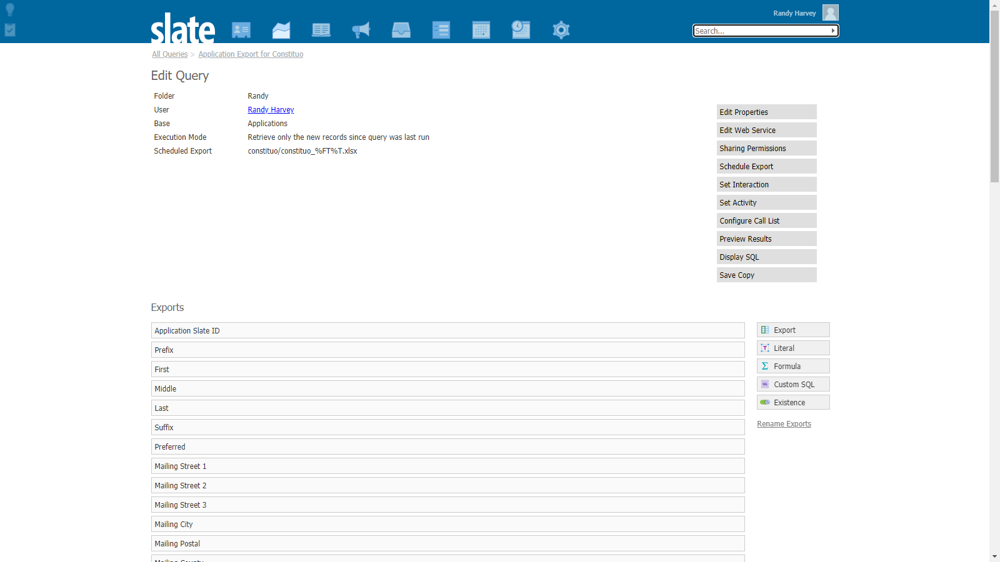 Randy Harvey
slate
Search...
All Queries > Application Export for Constituo
Edit Query
Folder Randy
User Randy Harvey
Base Applications
Execution Mode Retrieve only the new records since query was last run
Scheduled Export constituo/constituo_%FT%T.xlsx
Edit Properties
Edit Web Service
Sharing Permissions
Schedule Export
Set Interaction
Set Activity
Configure Call List
Preview Results
Display SQL
Save Copy
Exports
Application Slate ID
Prefix
First
Middle
Last
Suffix
Preferred
Mailing Street 1
Mailing Street 2
Mailing Street 3
Mailing City
Mailing Postal
Mailing County
Export
Literal
Formula
Custom SQL
Existence
Rename Exports